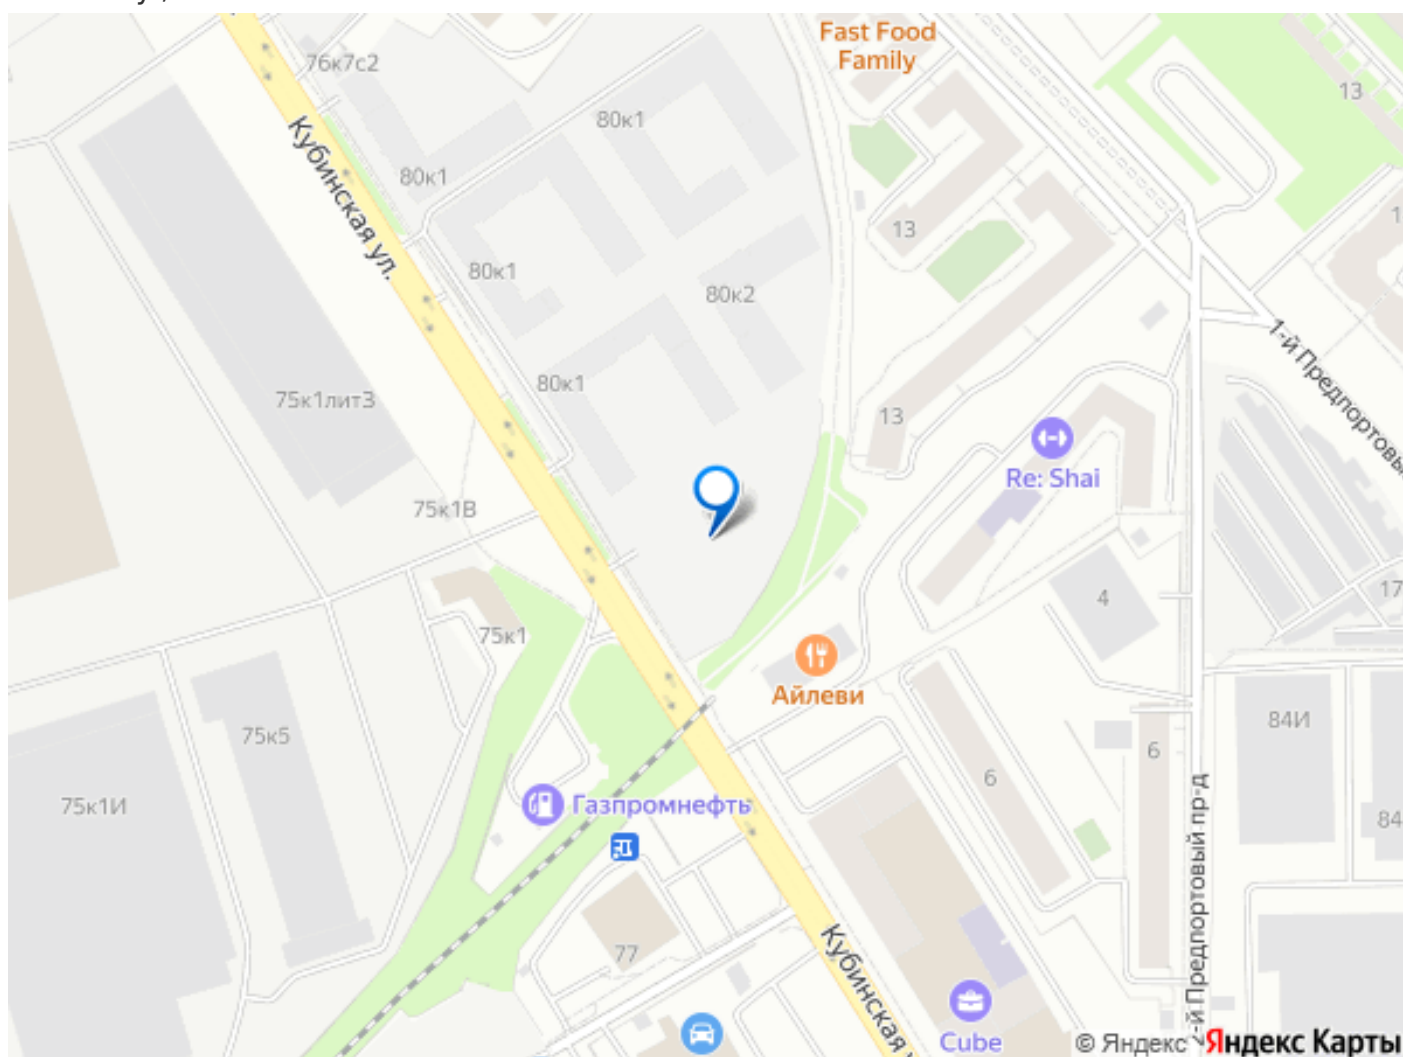 Fast Food
Family
76к7с2
13
80к1
Кубинская ул.
80к1
13
80к1
80к2
1-й Предпортовый
80к1
75к1лит3
13
Re: Shai
75к1В
4
17
75к1
Айлеви
84И
75к5
6
6
75к1И
Газпромнефть
84
2-й Предпортовый пр-д
Кубинская
77
Cube
© Яндекс Яндекс Карты